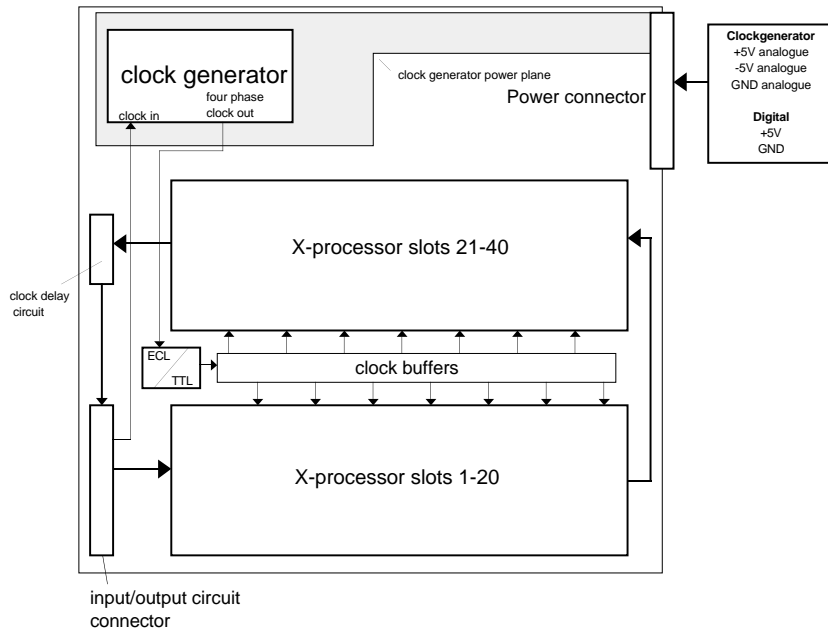 clock generator
four phase
clock in
clock out
clock generator power plane
Power connector
Clockgenerator
+5V analogue
-5V analogue
GND analogue
Digital
+5V
GND
X-processor slots 21-40
clock delay
circuit
ECL
TTL
clock buffers
X-processor slots 1-20
input/output circuit
connector